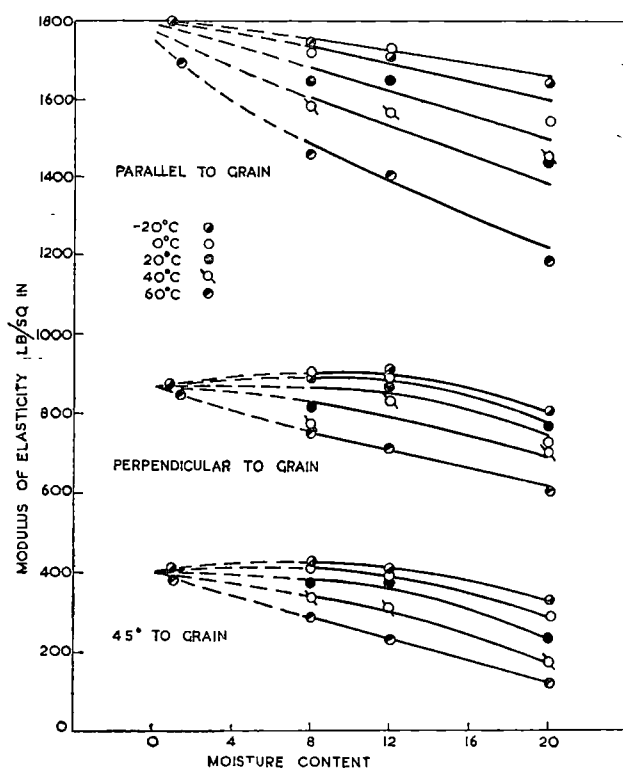 MODULUS OF ELASTICITY LB/SQ IN
1800
1600
1400
1200
1000
800
600
400
200
0
PARALLEL TO GRAIN
-20°C
0°C
20°C
40°C
60°C
PERPENDICULAR TO GRAIN
45° TO GRAIN
0 4 8 12 16 20
MOISTURE CONTENT